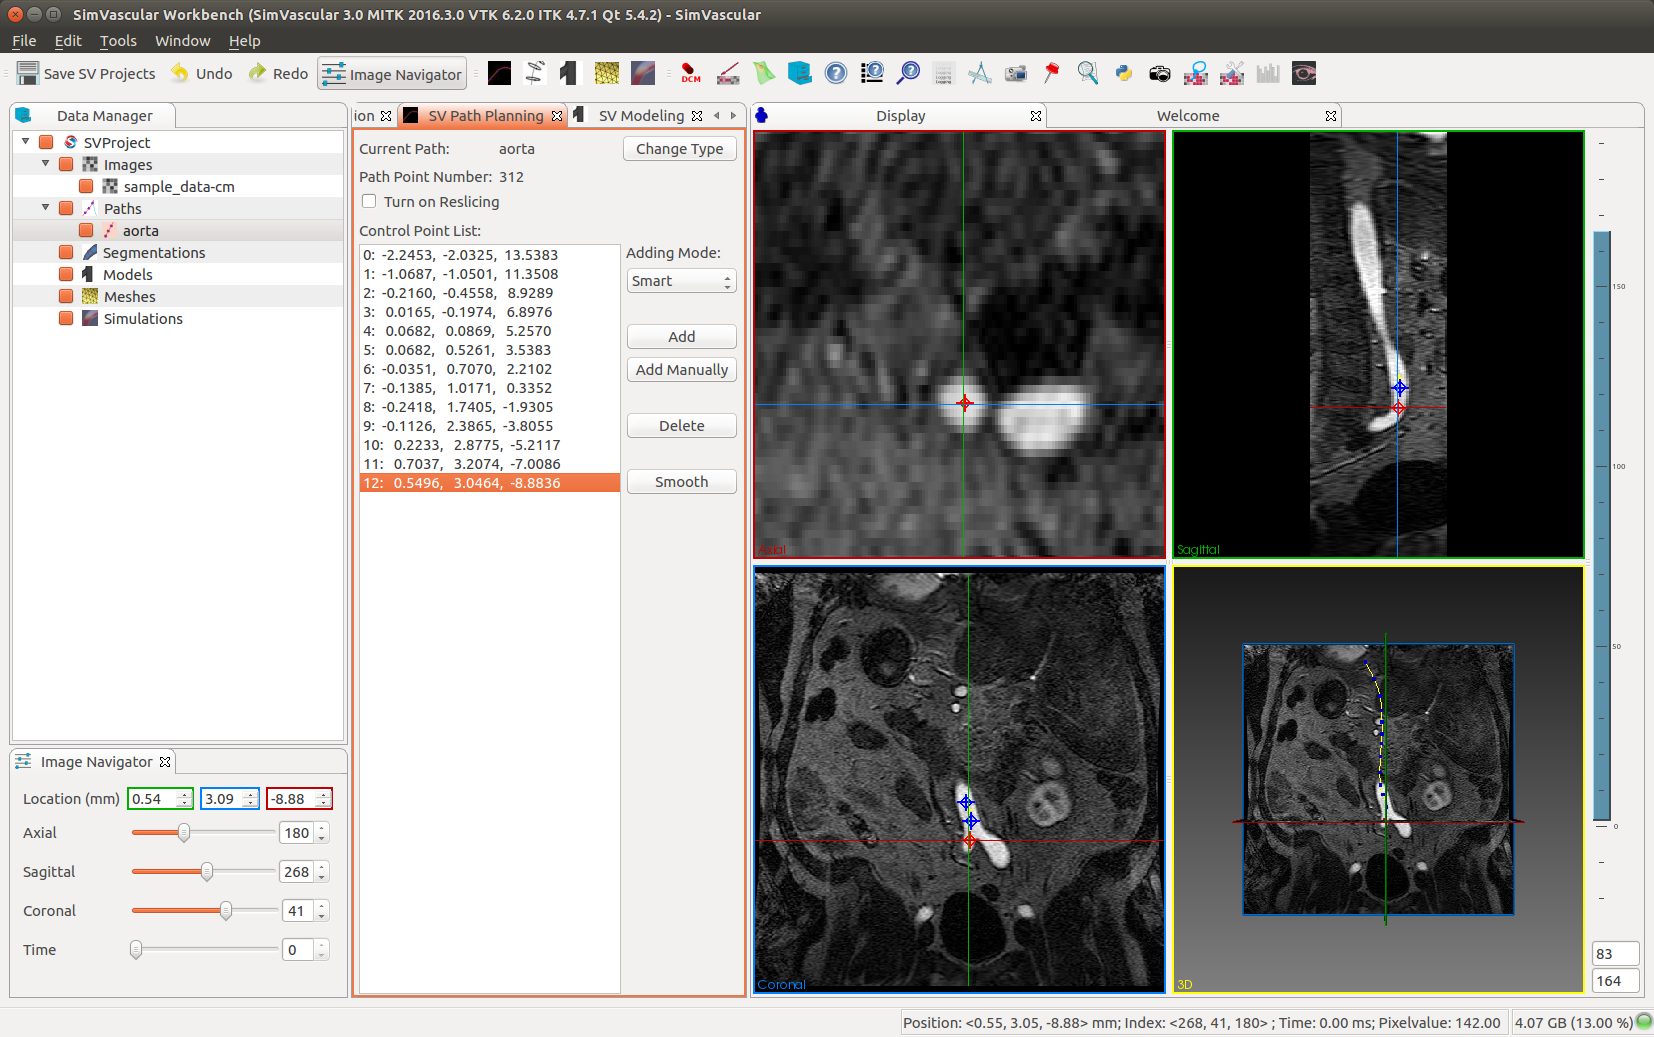 SimVascular Workbench (SimVascular 3.0 MITK 2016.3.0 VTK 6.2.0 ITK 4.7.1 Qt 5.4.2) - SimVascular
File Edit Tools Window Help
Save SV Projects Undo Redo Image Navigator DCM
Data Manager
SVProject
Images
sample_data-cm
Paths
aorta
Segmentations
Models
Meshes
Simulations
Image Navigator
Location (mm) 0.54 3.09 -8.88
Axial 180
Sagittal 268
Coronal 41
Time 0
ion SV Path Planning SV Modeling
Current Path: aorta Change Type
Path Point Number: 312
Turn on Reslicing
Control Point List:
0: -2.2453, -2.0325, 13.5383
1: -1.0687, -1.0501, 11.3508
2: -0.2160, -0.4558, 8.9289
3: 0.0165, -0.1974, 6.8976
4: 0.0682, 0.0869, 5.2570
5: 0.0682, 0.5261, 3.5383
6: -0.0351, 0.7070, 2.2102
7: -0.1385, 1.0171, 0.3352
8: -0.2418, 1.7405, -1.9305
9: -0.1126, 2.3865, -3.8055
10: 0.2233, 2.8775, -5.2117
11: 0.7037, 3.2074, -7.0086
12: 0.5496, 3.0464, -8.8836
Adding Mode:
Smart
Add
Add Manually
Delete
Smooth
Display Welcome
Axial
Sagittal
Coronal
3D
150
100
50
0
83
164
Position: <0.55, 3.05, -8.88> mm; Index: <268, 41, 180> ; Time: 0.00 ms; Pixelvalue: 142.00 4.07 GB (13.00 %)